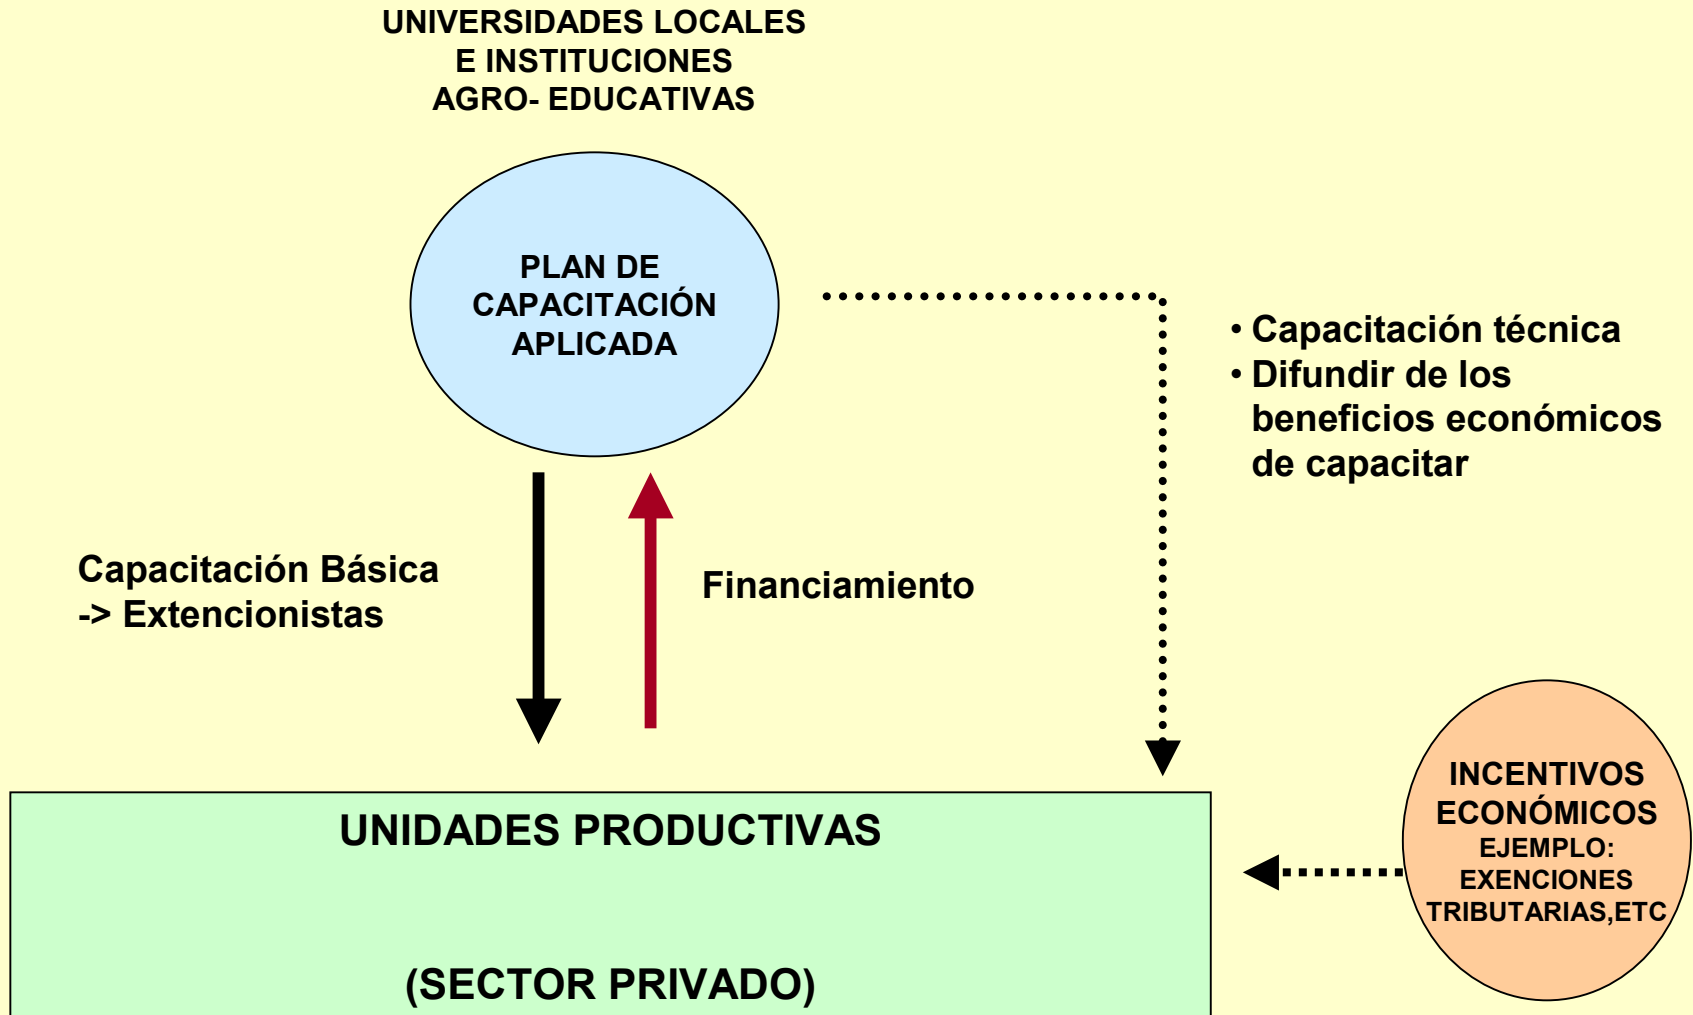 UNIVERSIDADES LOCALES
E INSTITUCIONES
AGRO- EDUCATIVAS
PLAN DE
CAPACITACIÓN
APLICADA
• Capacitación técnica
• Difundir de los
beneficios económicos
de capacitar
Capacitación Básica
-> Extencionistas
Financiamiento
INCENTIVOS
ECONÓMICOS
EJEMPLO:
EXENCIONES
TRIBUTARIAS,ETC
UNIDADES PRODUCTIVAS
(SECTOR PRIVADO)